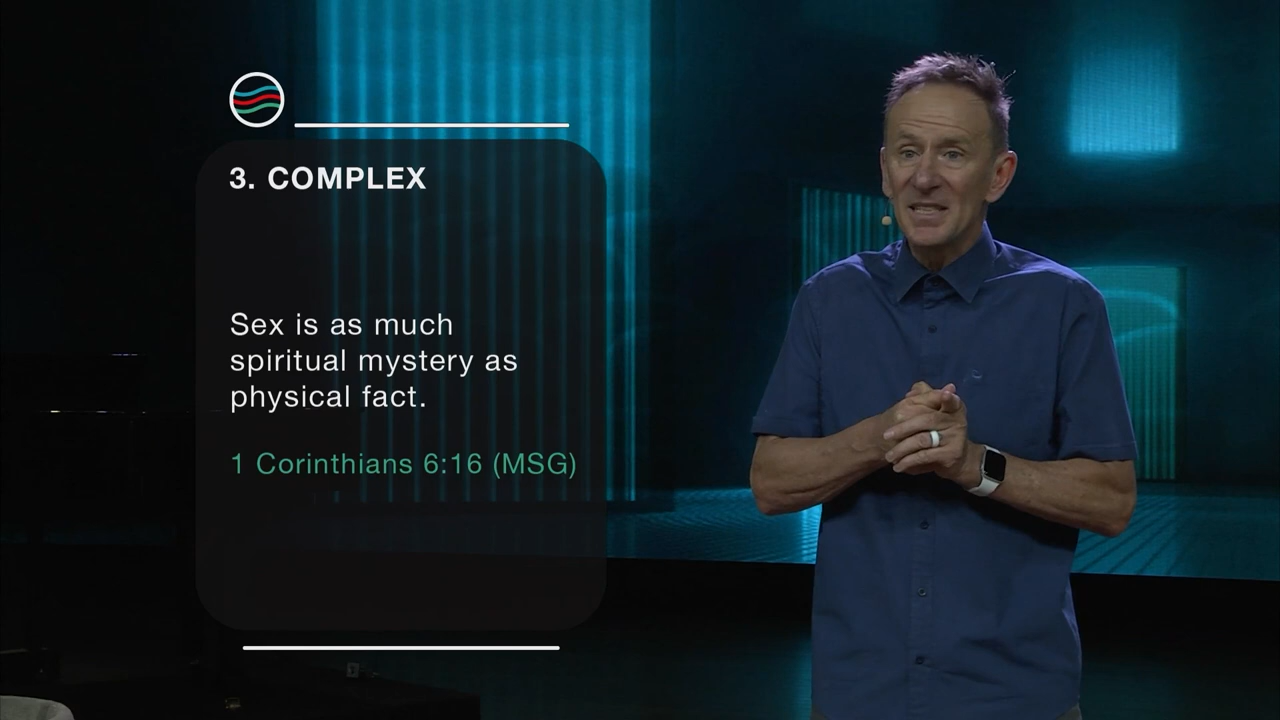 3. COMPLEX
Sex is as much
spiritual mystery as
physical fact.
1 Corinthians 6:16 (MSG)